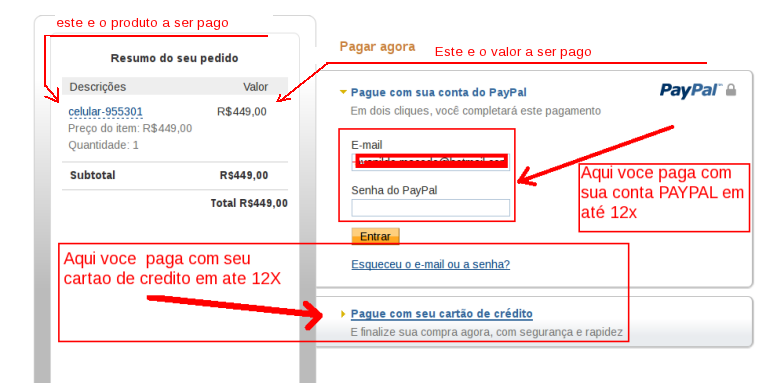 este e o produto a ser pago
Resumo do seu pedido
Descrições Valor
celular-955301 R$449,00
Preço do item: R$449,00
Quantidade: 1
Subtotal R$449,00
Total R$449,00
Pagar agora
Este e o valor a ser pago
Pague com sua conta do PayPal
PayPal
Em dois cliques, você completará este pagamento
E-mail
Senha do PayPal
Entrar
Esqueceu o e-mail ou a senha?
Aqui voce paga com
sua conta PAYPAL em
até 12x
Aqui voce paga com seu
cartao de credito em ate 12X
Pague com seu cartão de crédito
E finalize sua compra agora, com segurança e rapidez